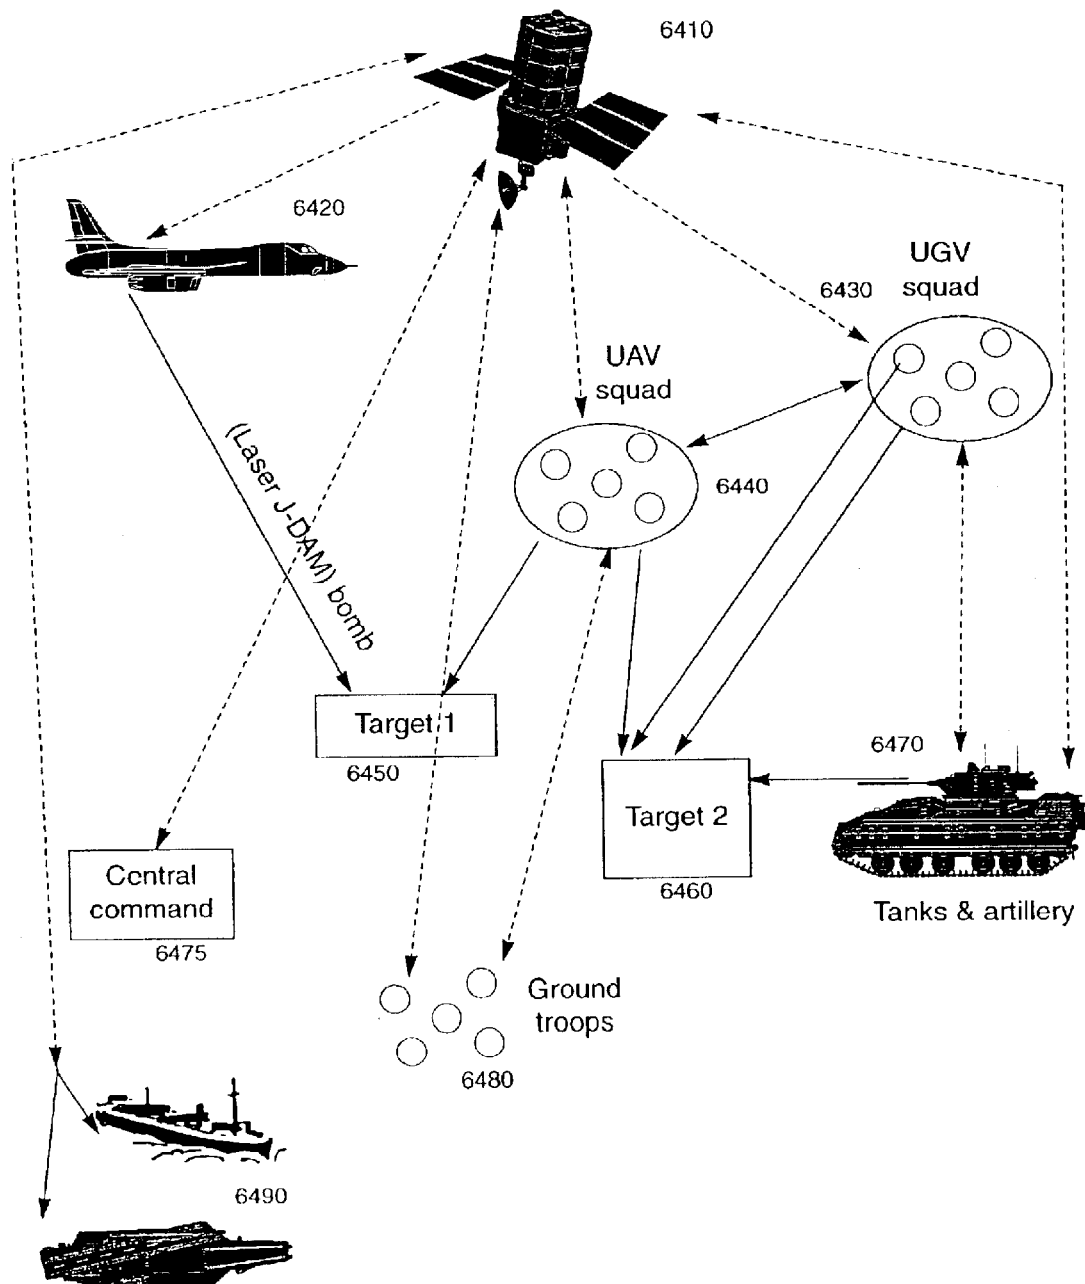 6410
6420
UGV
squad
6430
UAV
squad
6440
(Laser J-DAM) bomb
Target 1
6450
6470
Target 2
6460
Central
command
6475
Tanks & artillery
Ground
troops
6480
6490